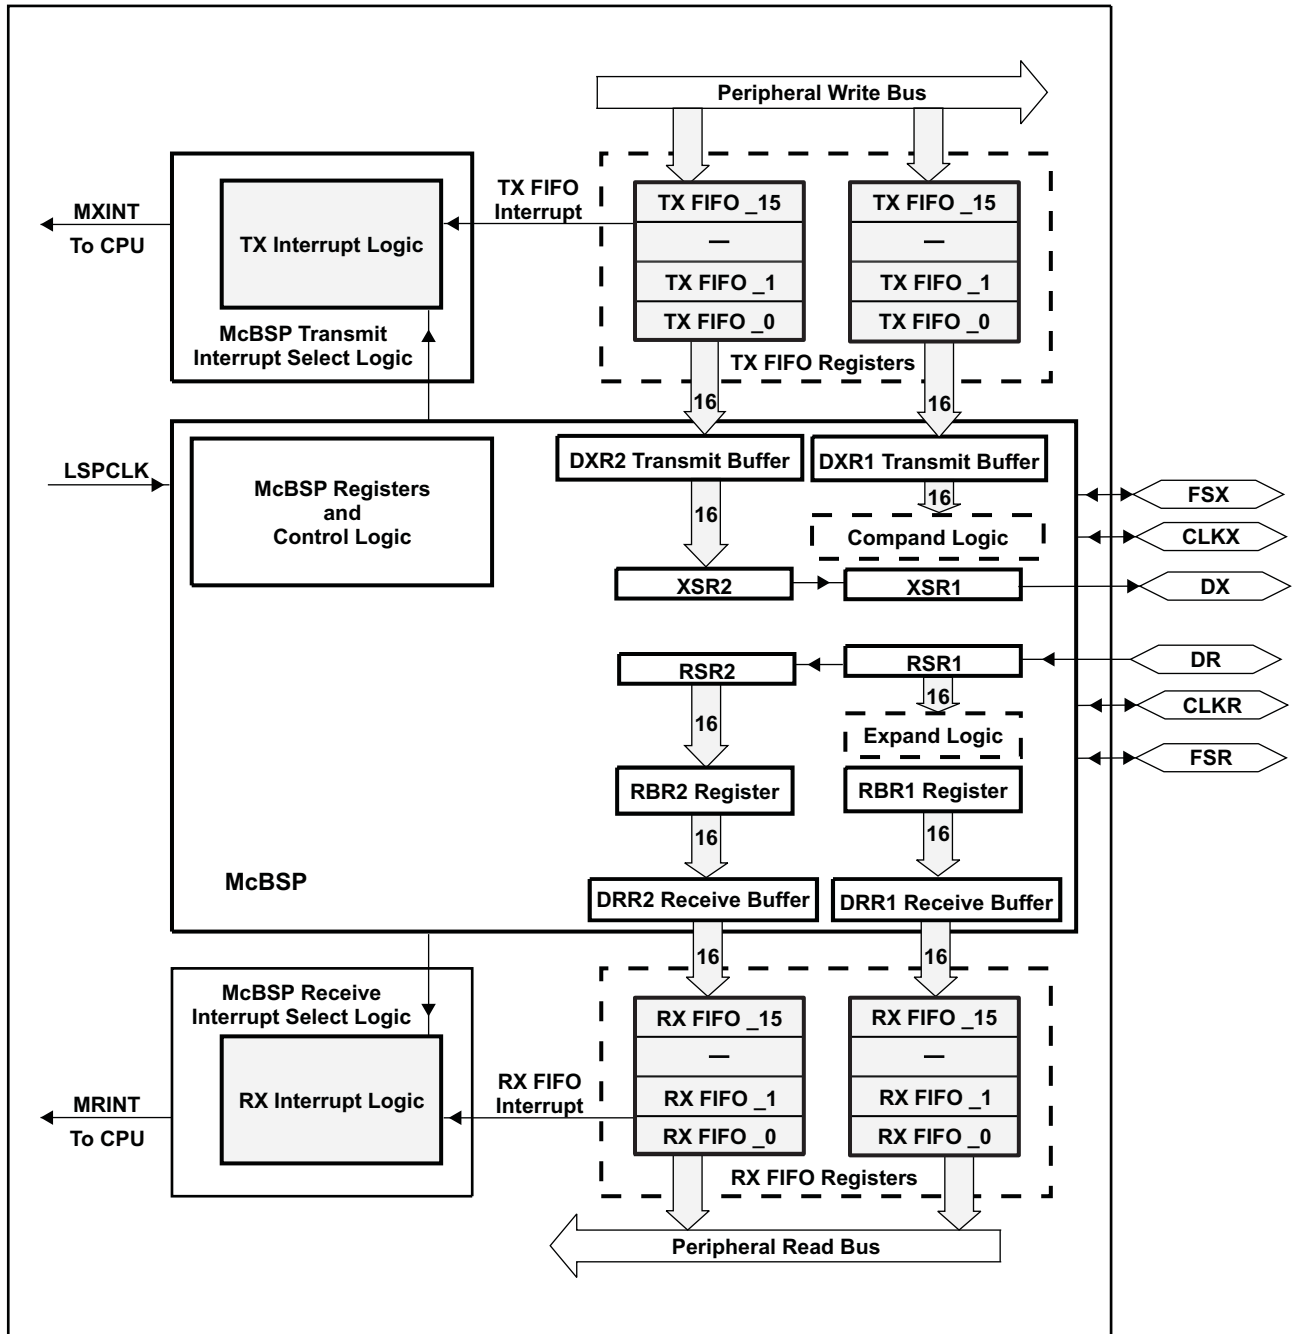 Peripheral Write Bus
TX FIFO
Interrupt
TX FIFO _15
—
TX FIFO _1
TX FIFO _0
TX FIFO _15
—
TX FIFO _1
TX FIFO _0
TX FIFO Registers
MXINT
To CPU
TX Interrupt Logic
McBSP Transmit
Interrupt Select Logic
16
16
LSPCLK
McBSP Registers
and
Control Logic
DXR2 Transmit Buffer
DXR1 Transmit Buffer
16
16
Compand Logic
XSR2
XSR1
FSX
CLKX
DX
RSR2
RSR1
DR
16
16
CLKR
Expand Logic
FSR
RBR2 Register
RBR1 Register
16
16
McBSP
DRR2 Receive Buffer
DRR1 Receive Buffer
16
16
McBSP Receive
Interrupt Select Logic
RX Interrupt Logic
MRINT
To CPU
RX FIFO
Interrupt
RX FIFO _15
—
RX FIFO _1
RX FIFO _0
RX FIFO _15
—
RX FIFO _1
RX FIFO _0
RX FIFO Registers
Peripheral Read Bus